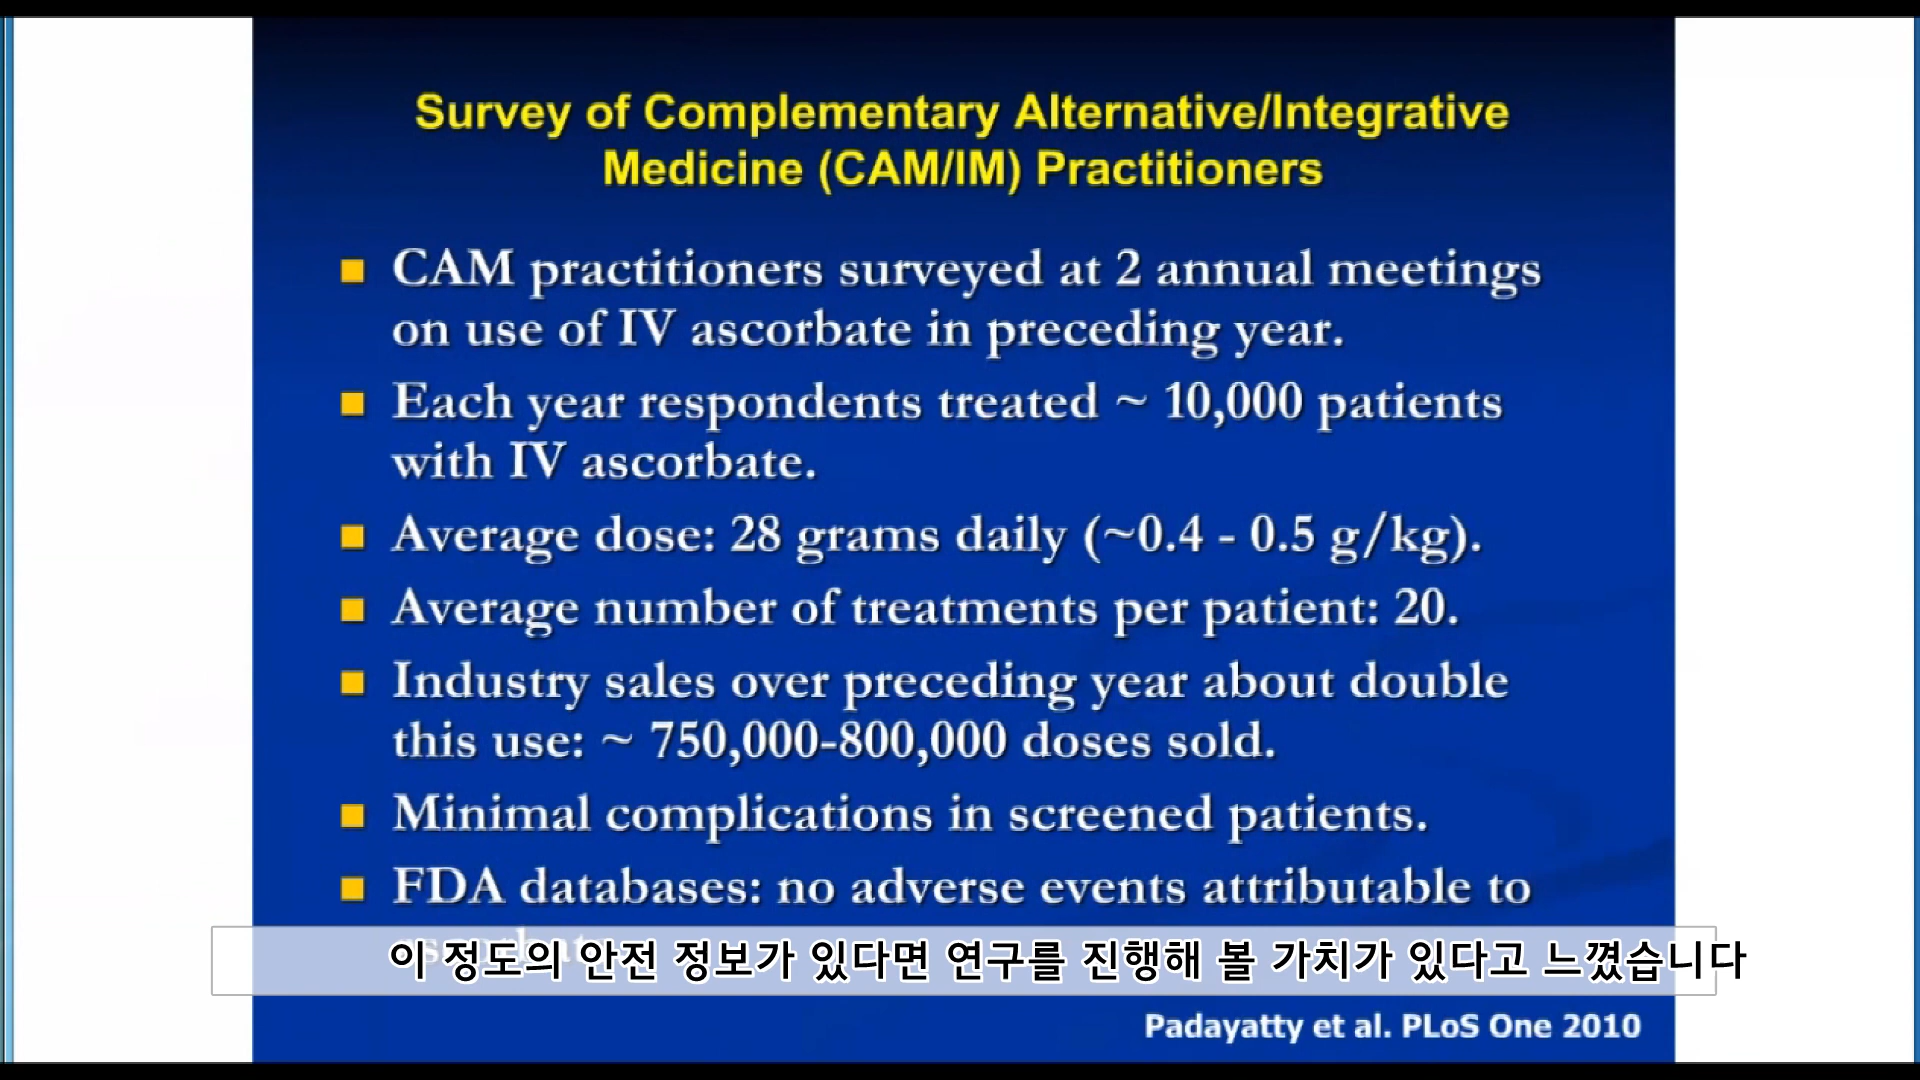 Survey of Complementary Alternative/Integrative
Medicine (CAM/IM) Practitioners
CAM practitioners surveyed at 2 annual meetings
on use of IV ascorbate in preceding year.
Each year respondents treated ~ 10,000 patients
with IV ascorbate.
Average dose: 28 grams daily (~0.4 - 0.5 g/kg).
Average number of treatments per patient: 20.
Industry sales over preceding year about double
this use: ~ 750,000-800,000 doses sold.
Minimal complications in screened patients.
FDA databases: no adverse events attributable to
이 정도의 안전 정보가 있다면 연구를 진행해 볼 가치가 있다고 느꼈습니다
Padayatty et al. PLoS One 2010